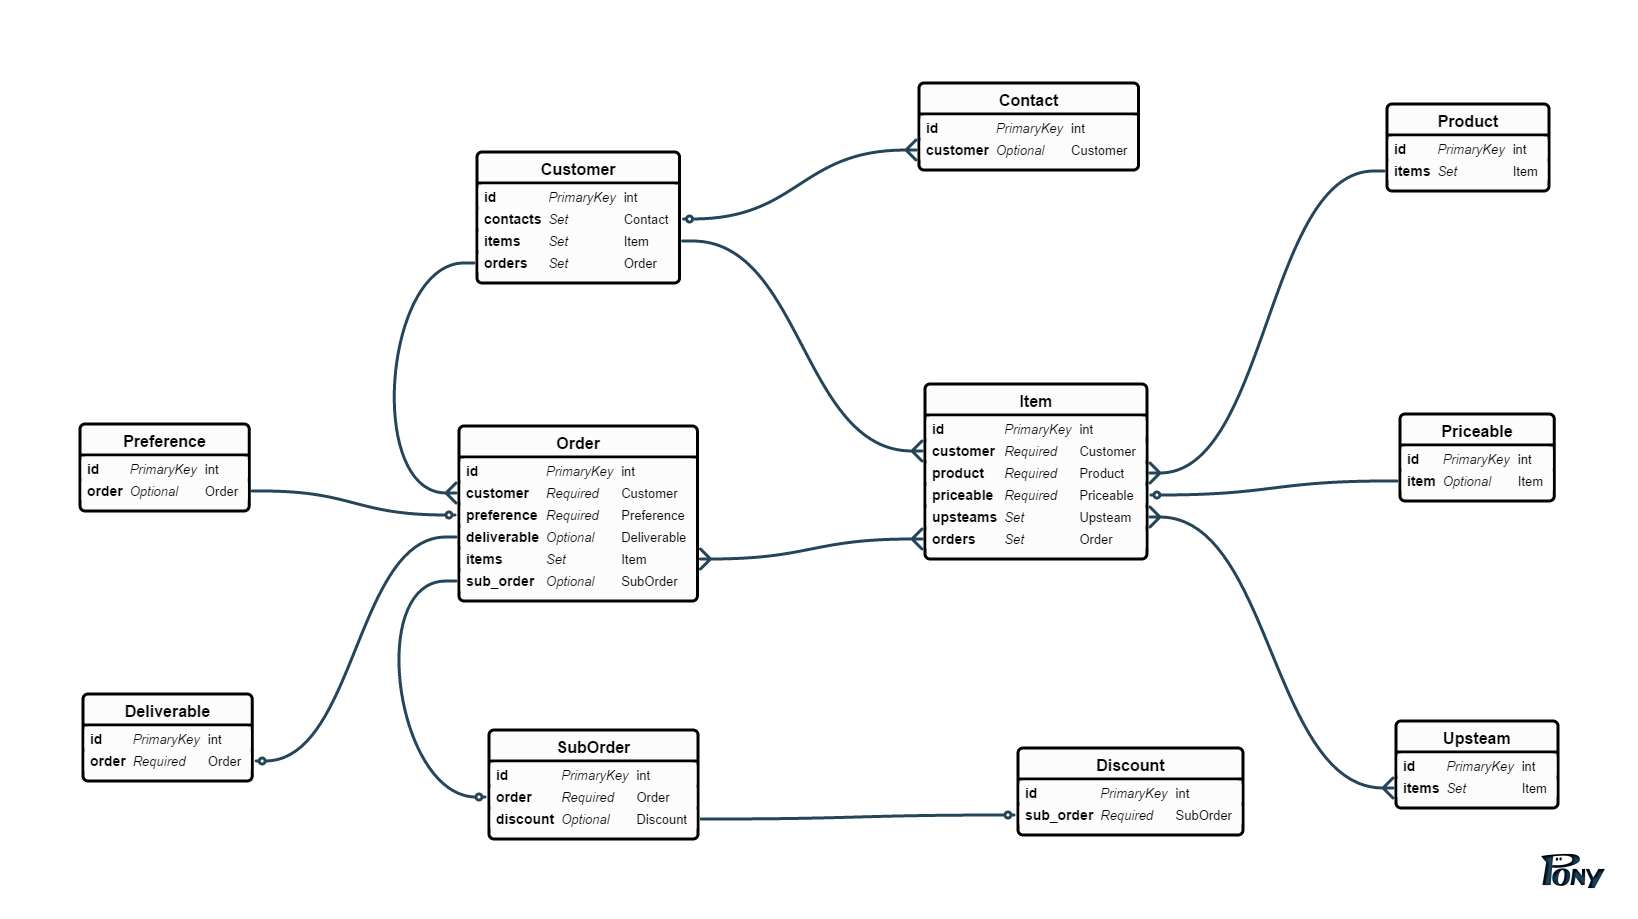 Contact
id PrimaryKey int
customer Optional Customer
Product
id PrimaryKey int
items Set Item
Customer
id PrimaryKey int
contacts Set Contact
items Set Item
orders Set Order
Item
id PrimaryKey int
customer Required Customer
product Required Product
priceable Required Priceable
upsteams Set Upsteam
orders Set Order
Priceable
id PrimaryKey int
item Optional Item
Preference
id PrimaryKey int
order Optional Order
Order
id PrimaryKey int
customer Required Customer
preference Required Preference
deliverable Optional Deliverable
items Set Item
sub_order Optional SubOrder
Deliverable
id PrimaryKey int
order Required Order
SubOrder
id PrimaryKey int
order Required Order
discount Optional Discount
Discount
id PrimaryKey int
sub_order Required SubOrder
Upsteam
id PrimaryKey int
items Set Item
PONY